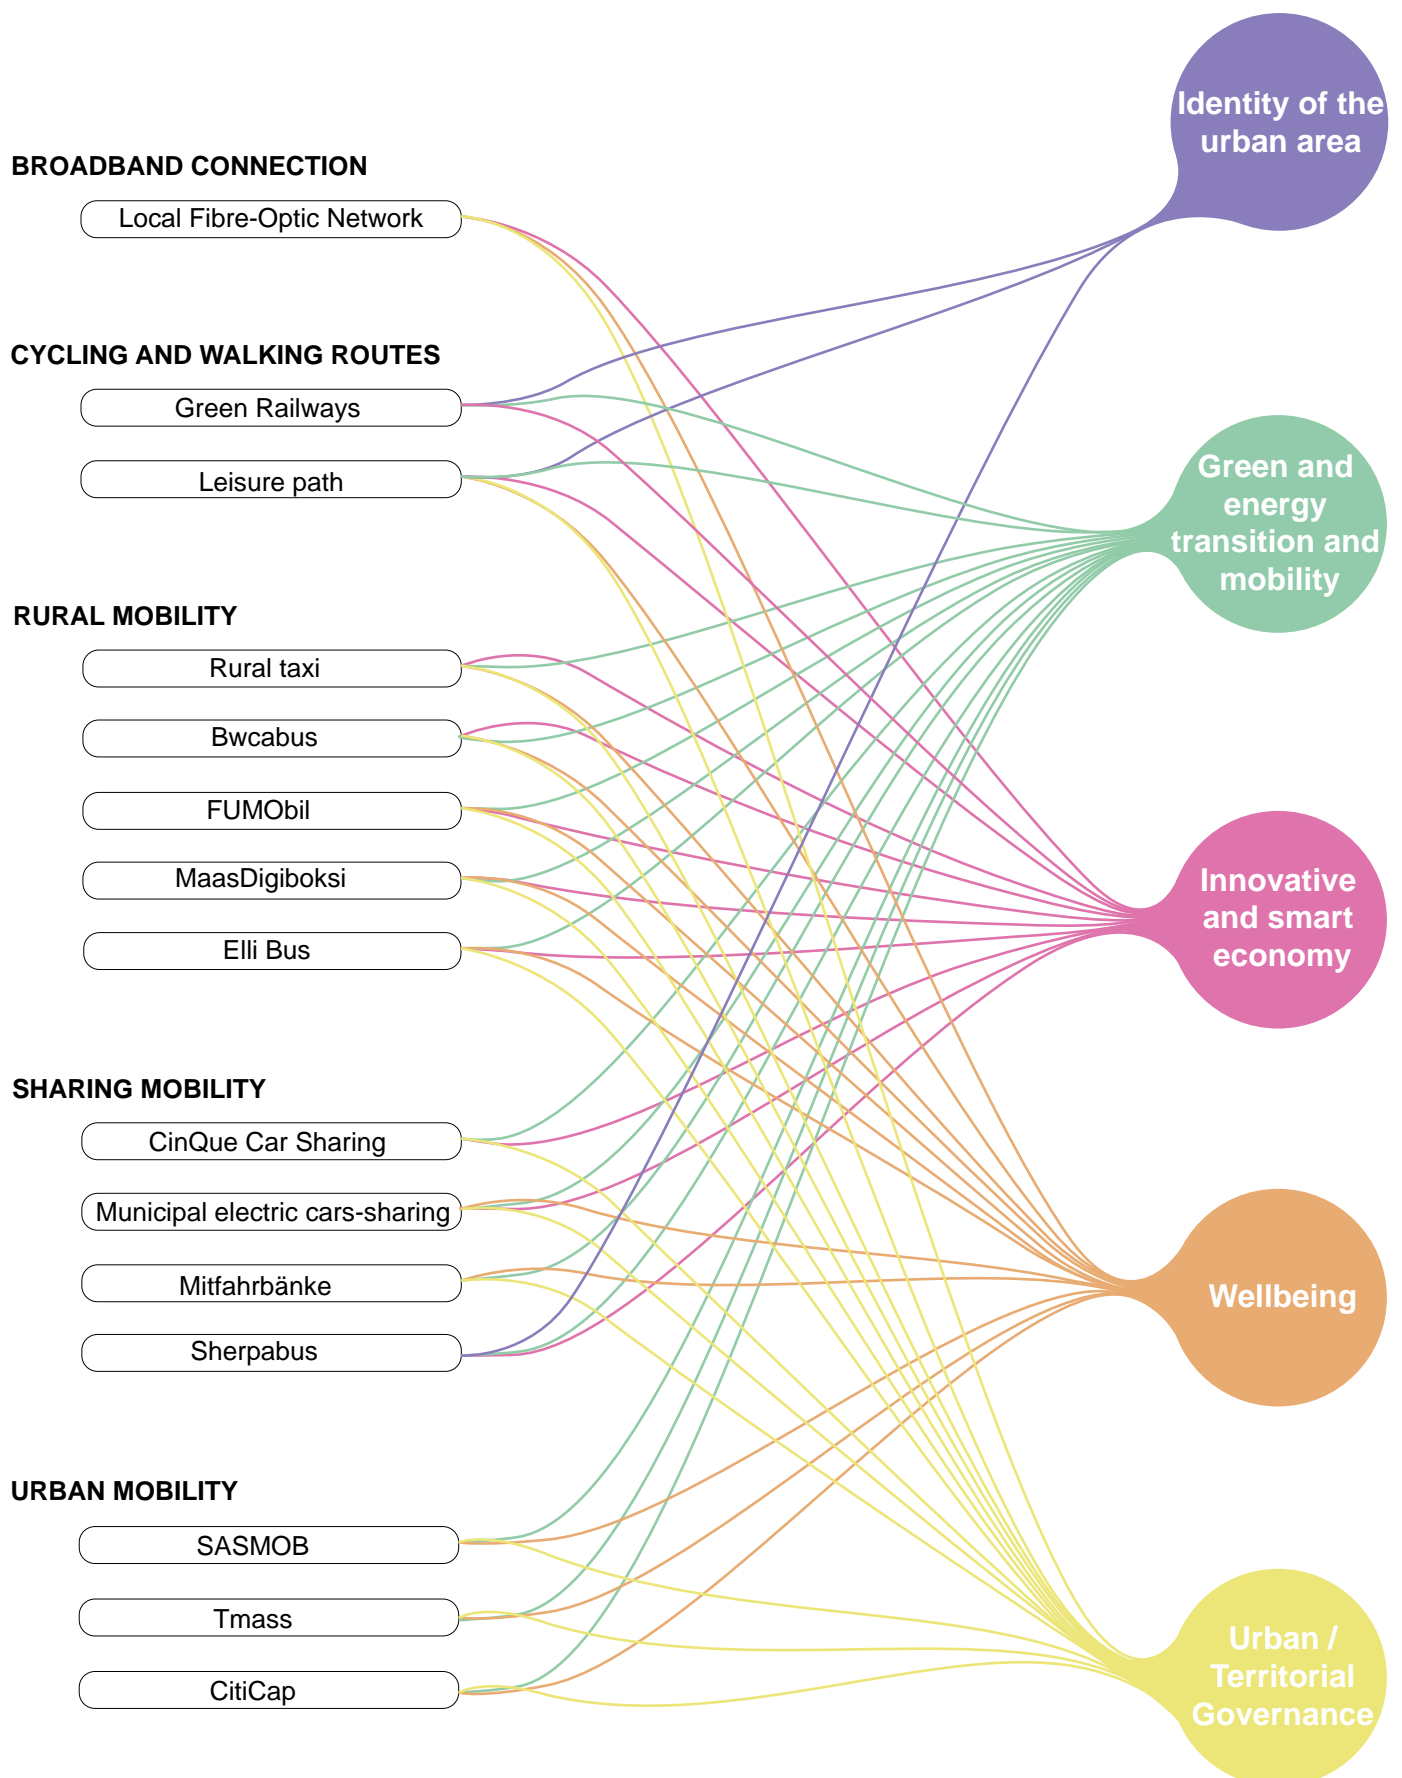 BROADBAND CONNECTION
Local Fibre-Optic Network
CYCLING AND WALKING ROUTES
Green Railways
Leisure path
RURAL MOBILITY
Rural taxi
Bwcabus
FUMObil
MaasDigiboksi
Elli Bus
SHARING MOBILITY
CinQue Car Sharing
Municipal electric cars-sharing
Mitfahrbänke
Sherpabus
URBAN MOBILITY
SASMOB
Tmass
CitiCap
Identity of the
urban area
Green and
energy
transition and
mobility
Innovative
and smart
economy
Wellbeing
Urban /
Territorial
Governance